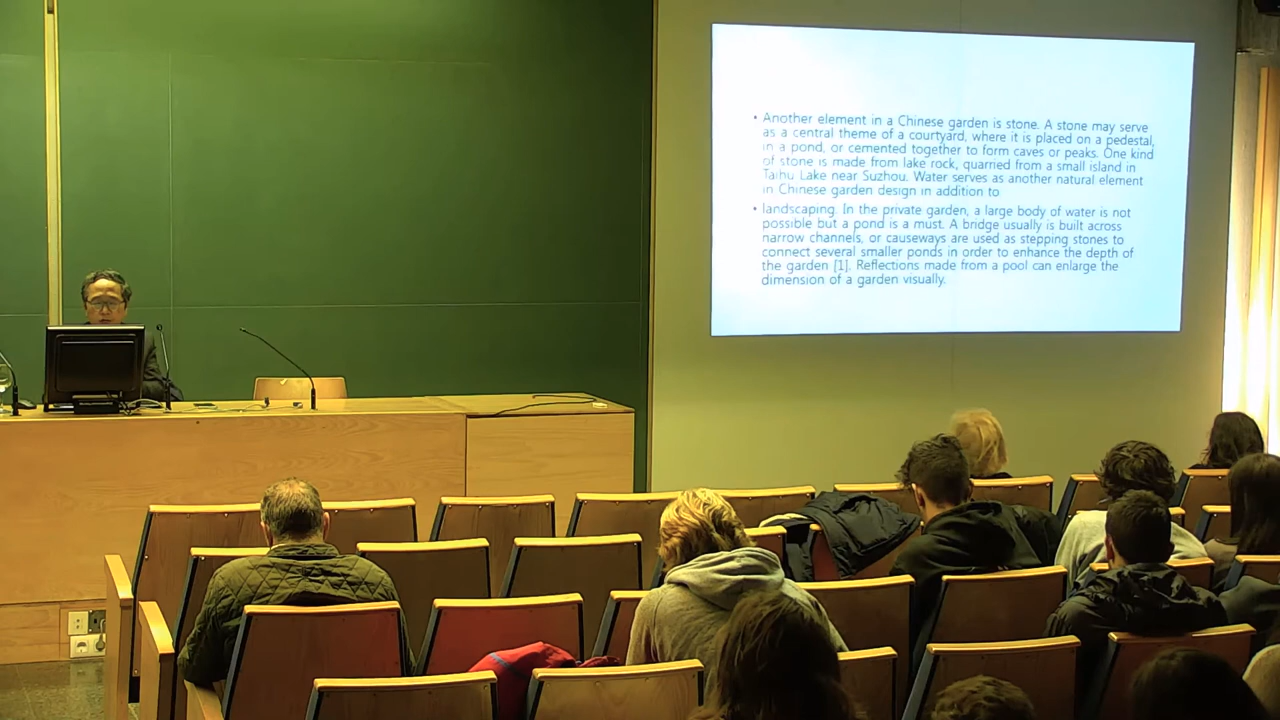 • Another element in a Chinese garden is stone. A stone may serve
as a central theme of a courtyard, where it is placed on a pedestal,
in a pond, or cemented together to form caves or peaks. One kind
of stone is made from lake rock, quarried from a small island in
Taihu Lake near Suzhou. Water serves as another natural element
in Chinese garden design in addition to
• landscaping. In the private garden, a large body of water is not
possible but a pond is a must. A bridge usually is built across
narrow channels, or causeways are used as stepping stones to
connect several smaller ponds in order to enhance the depth of
the garden [1]. Reflections made from a pool can enlarge the
dimension of a garden visually.